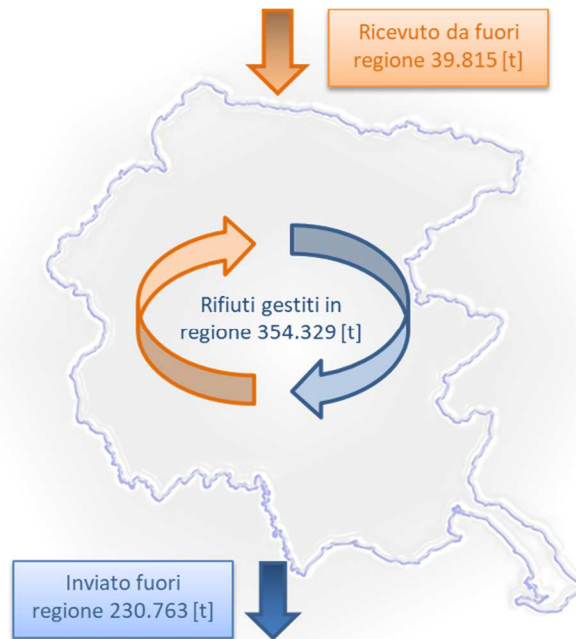 Ricevuto da fuori
regione 39.815 [t]
Rifiuti gestiti in
regione 354.329 [t]
Inviato fuori
regione 230.763 [t]